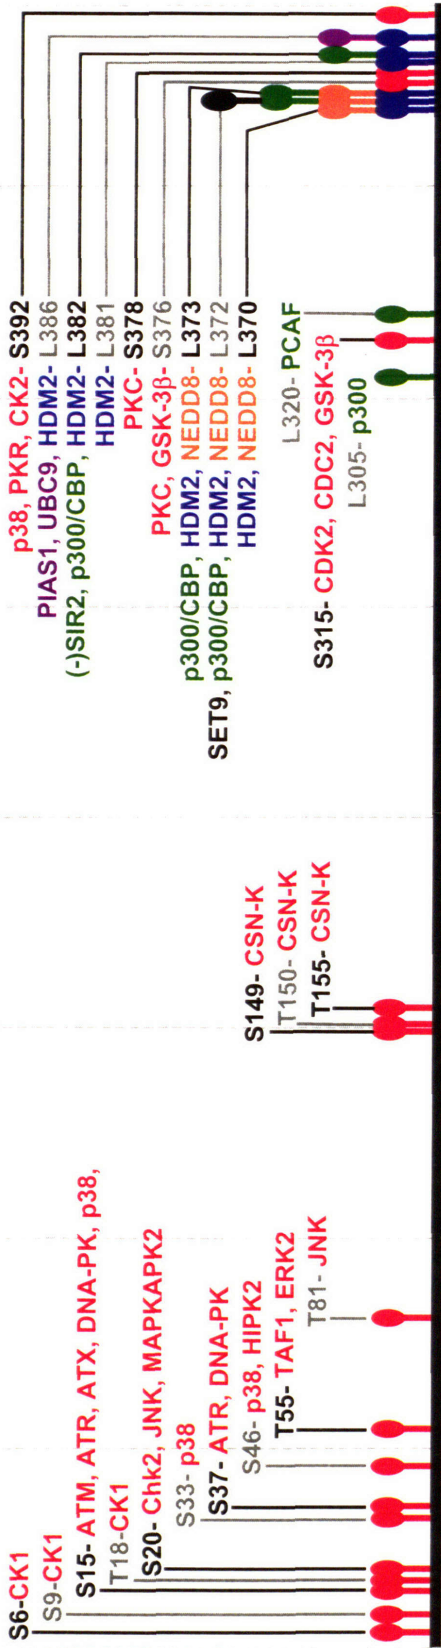 S6-CK1
S9-CK1
S15- ATM, ATR, ATX, DNA-PK, p38,
T18-CK1
S20- Chk2, JNK, MAPKAPK2
S33- p38
S37- ATR, DNA-PK
S46- p38, HIPK2
T55- TAF1, ERK2
T81- JNK
S149- CSN-K
T150- CSN-K
T155- CSN-K
p38, PKR, CK2- S392
PIAS1, UBC9, HDM2- L386
(-)SIR2, p300/CBP, HDM2- L382
HDM2- L381
PKC- S378
PKC, GSK-3β- S376
p300/CBP, HDM2, NEDD8- L373
SET9, p300/CBP, HDM2, NEDD8- L372
HDM2, NEDD8- L370
L320- PCAF
S315- CDK2, CDC2, GSK-3β
L305- p300